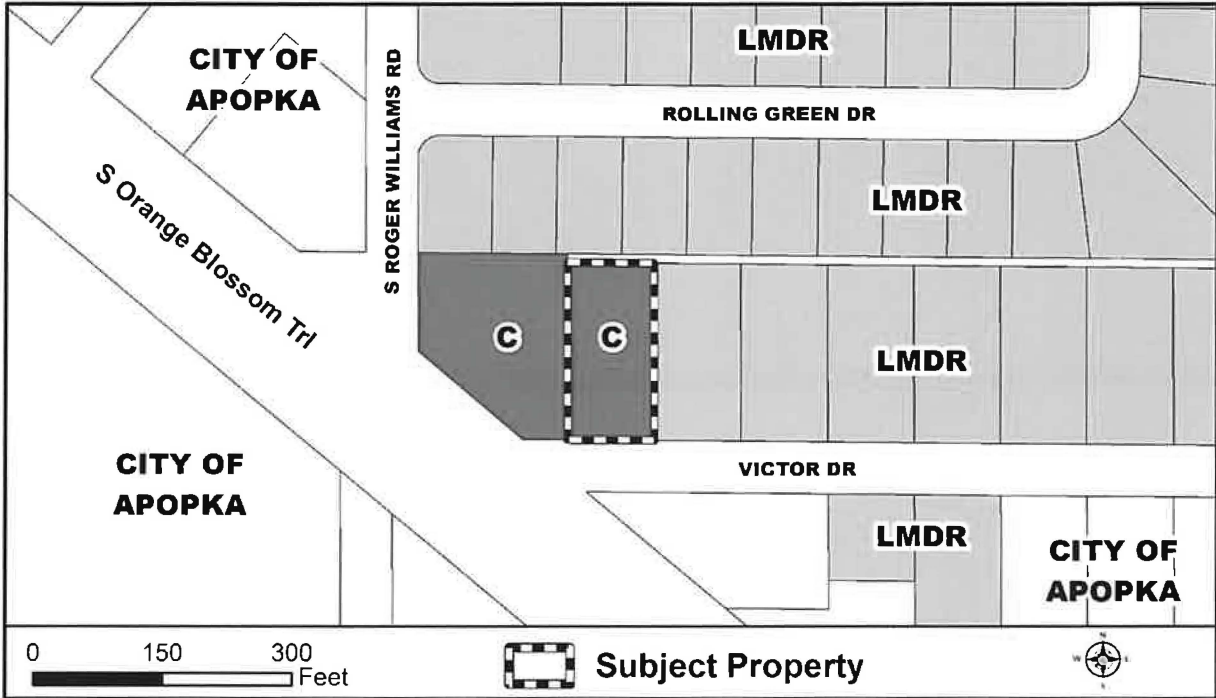 CITY OF
APOPKA
S ROGER WILLIAMS RD
LMDR
ROLLING GREEN DR
LMDR
S Orange Blossom Trl
C
C
LMDR
CITY OF
APOPKA
VICTOR DR
LMDR
CITY OF
APOPKA
0 150 300
Feet
Subject Property
N
W E
S